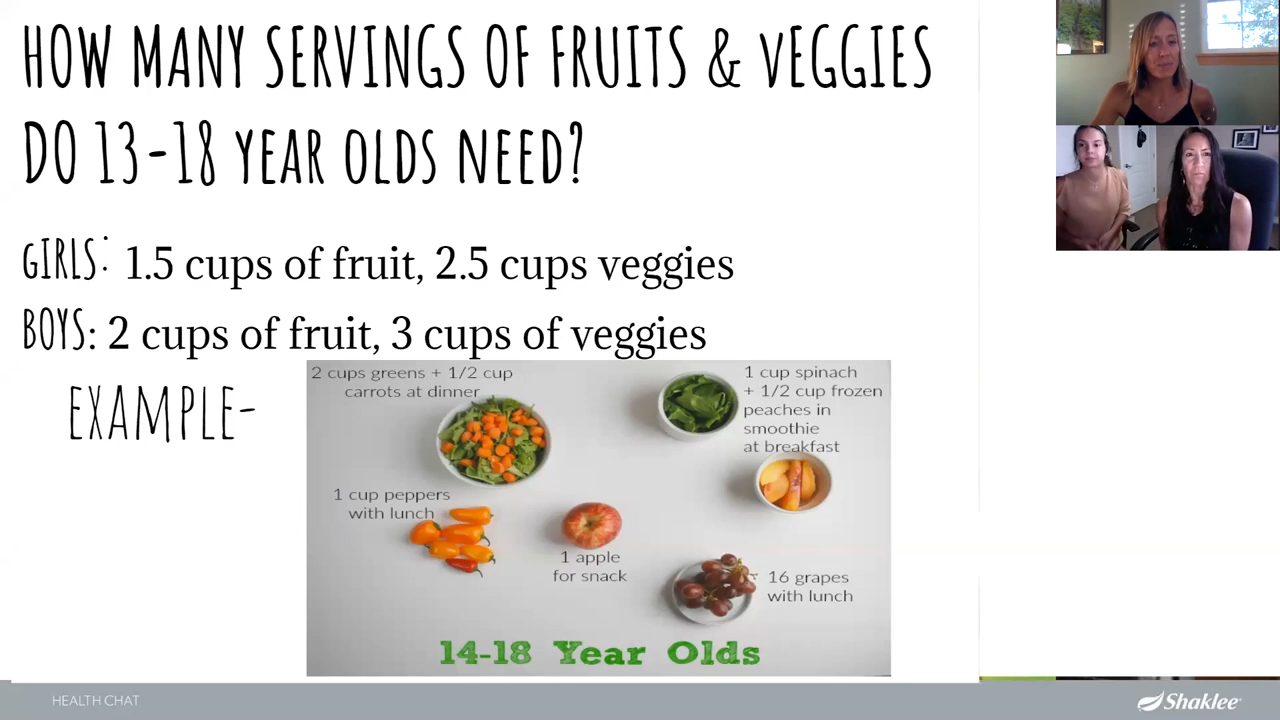 HOW MANY SERVINGS OF FRUITS & VEGGIES
DO 13-18 YEAR OLDS NEED?
GIRLS: 1.5 cups of fruit, 2.5 cups veggies
BOYS: 2 cups of fruit, 3 cups of veggies
EXAMPLE-
2 cups greens + 1/2 cup
carrots at dinner
1 cup spinach
+ 1/2 cup frozen
peaches in
smoothie
at breakfast
1 cup peppers
with lunch
1 apple
for snack
16 grapes
with lunch
14-18 Year Olds
HEALTH CHAT
Shaklee